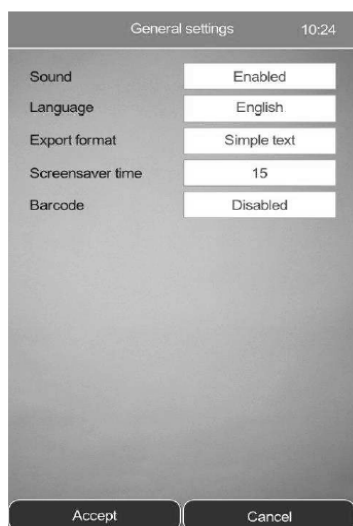 General settings 10:24
Sound Enabled
Language English
Export format Simple text
Screensaver time 15
Barcode Disabled
Accept Cancel